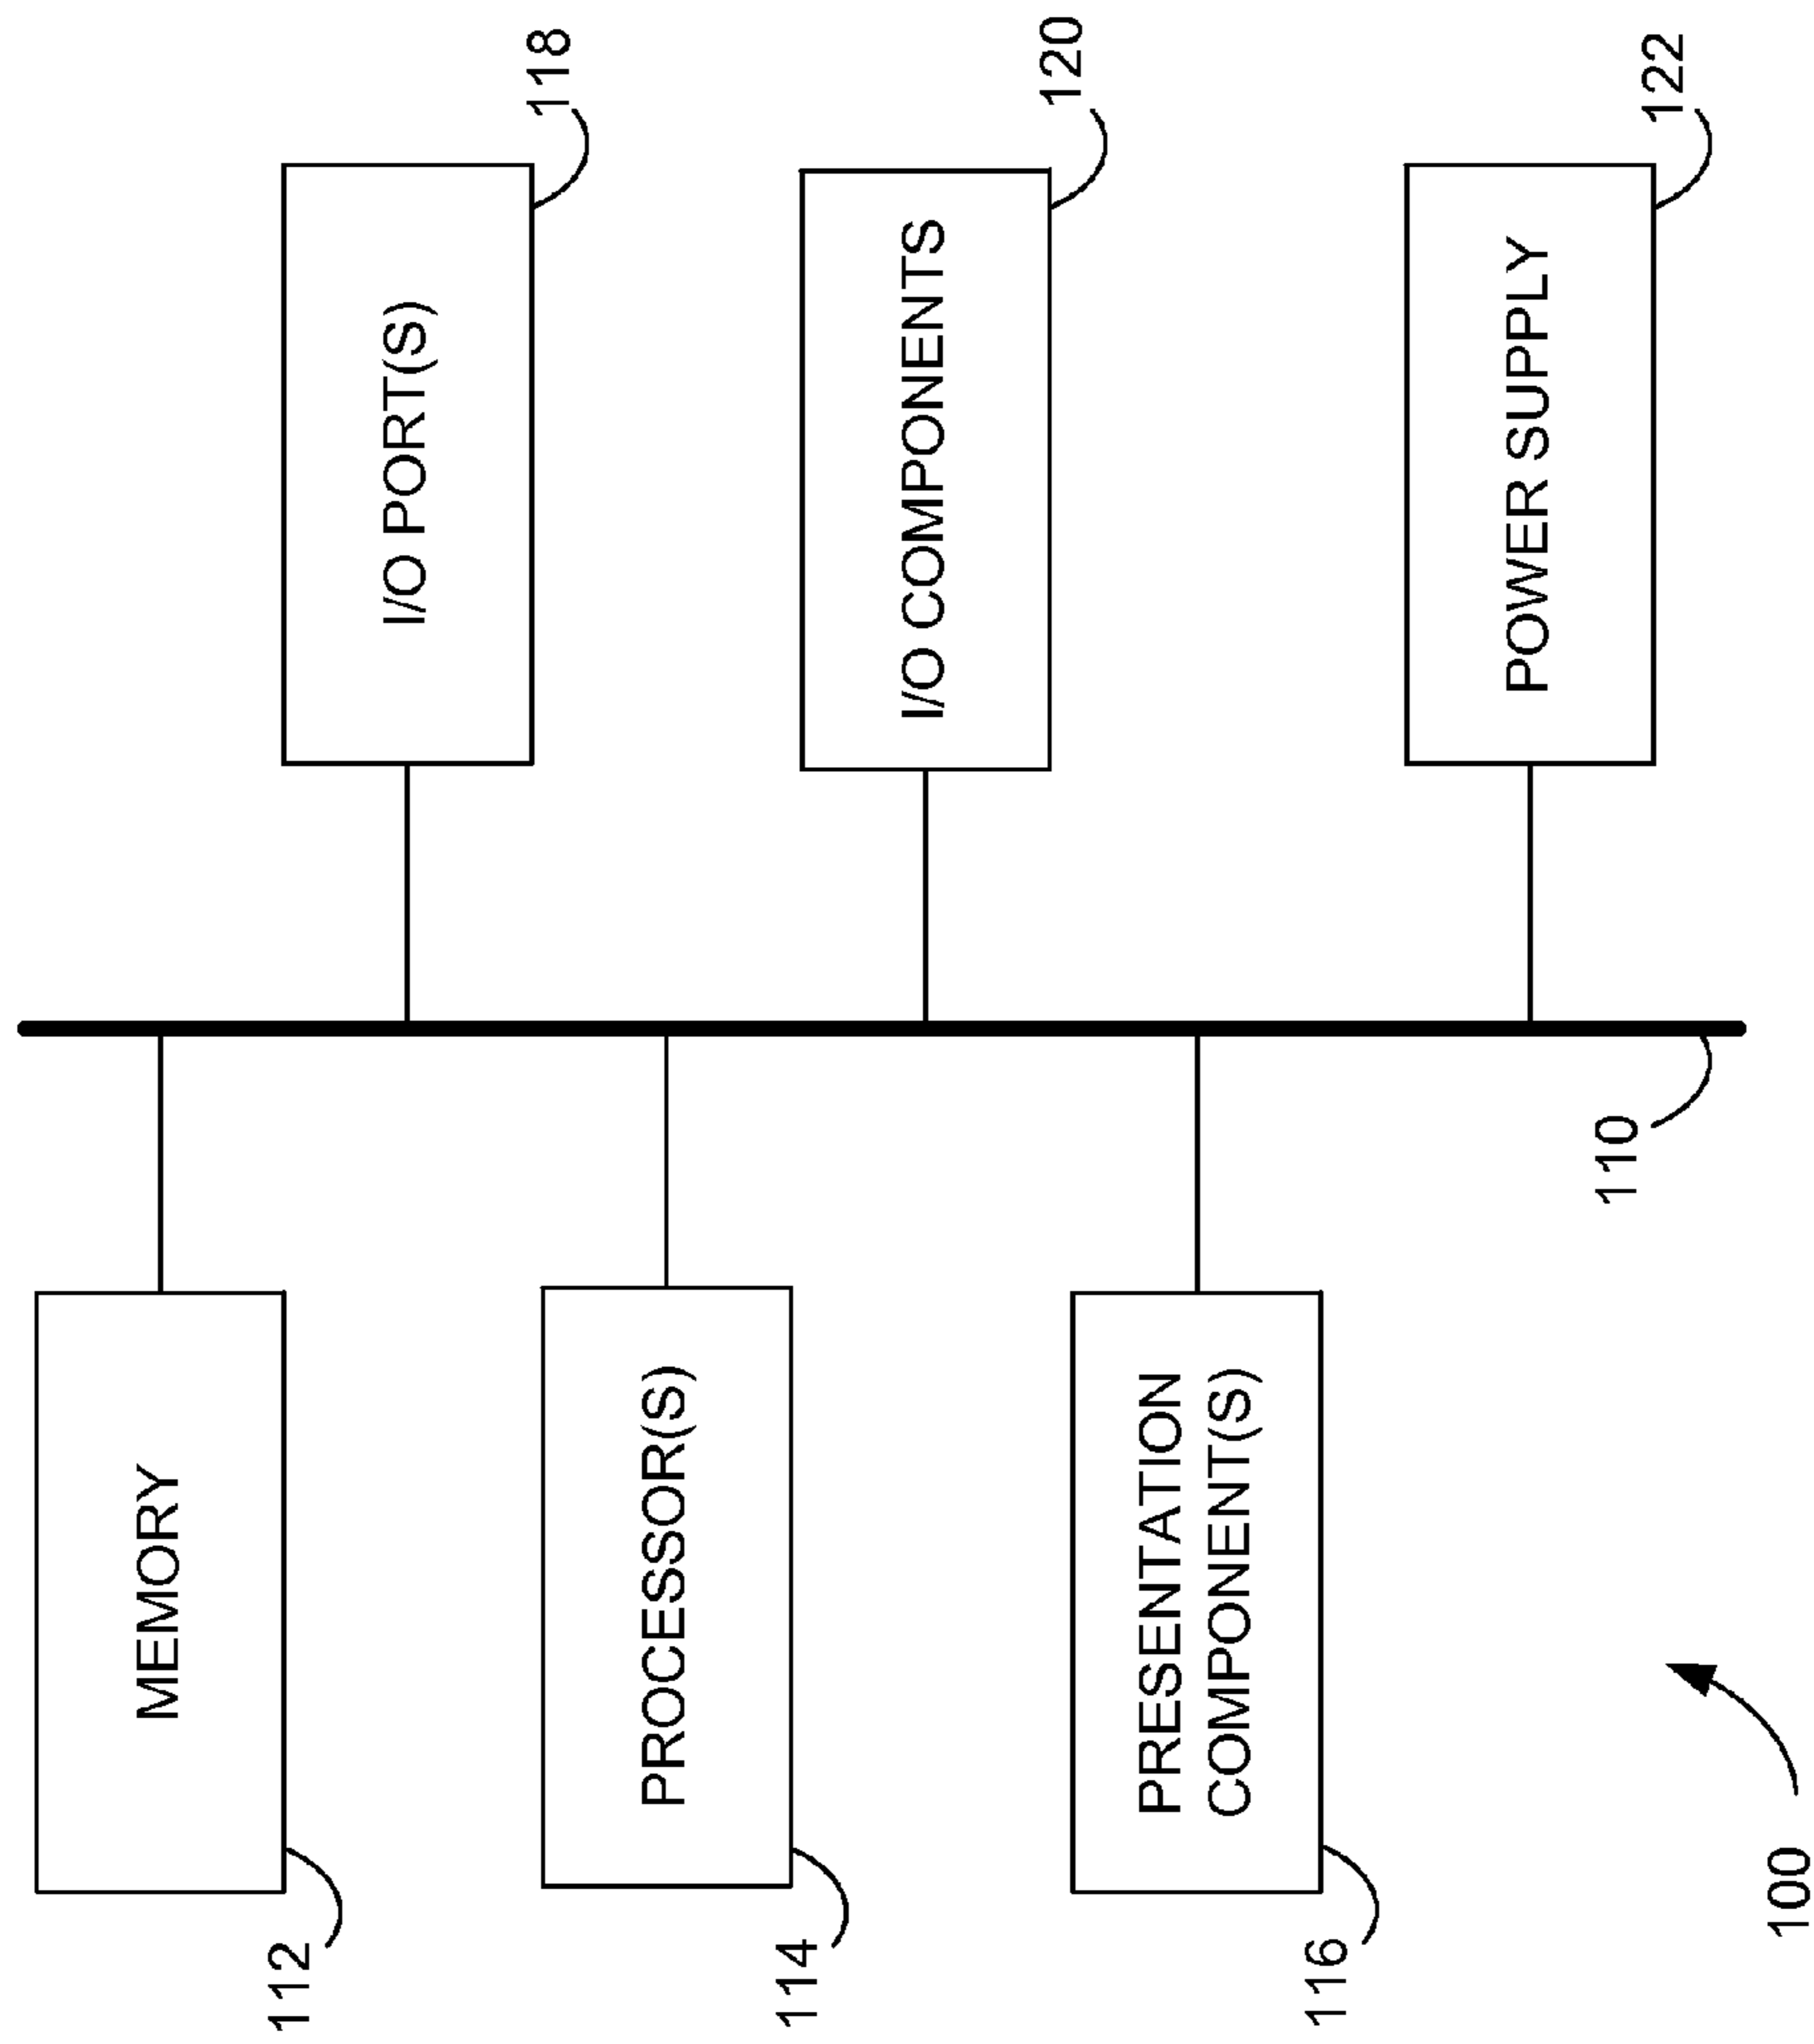 MEMORY
112
PROCESSOR(S)
114
PRESENTATION
COMPONENT(S)
116
100
I/O PORT(S)
118
I/O COMPONENTS
120
POWER SUPPLY
122
110